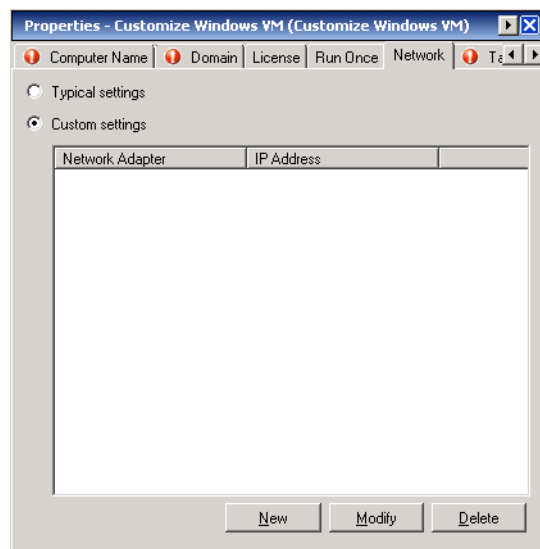 Properties - Customize Windows VM (Customize Windows VM)
Computer Name Domain License Run Once Network
Typical settings
Custom settings
Network Adapter IP Address
New Modify Delete